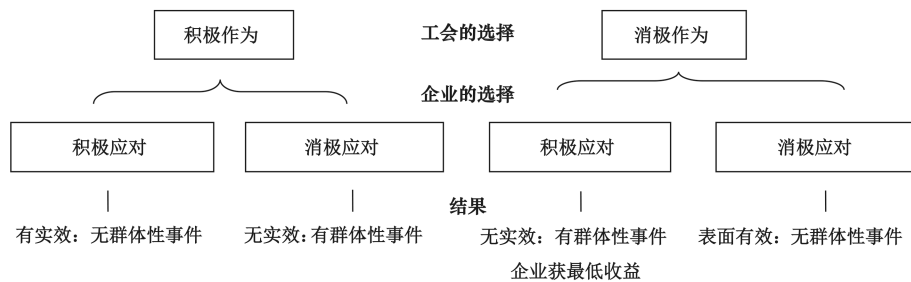 积极作为 工会的选择 消极作为
企业的选择
积极应对 消极应对 积极应对 消极应对
结果
有实效：无群体性事件 无实效：有群体性事件 无实效：有群体性事件 表面有效：无群体性事件
企业获最低收益